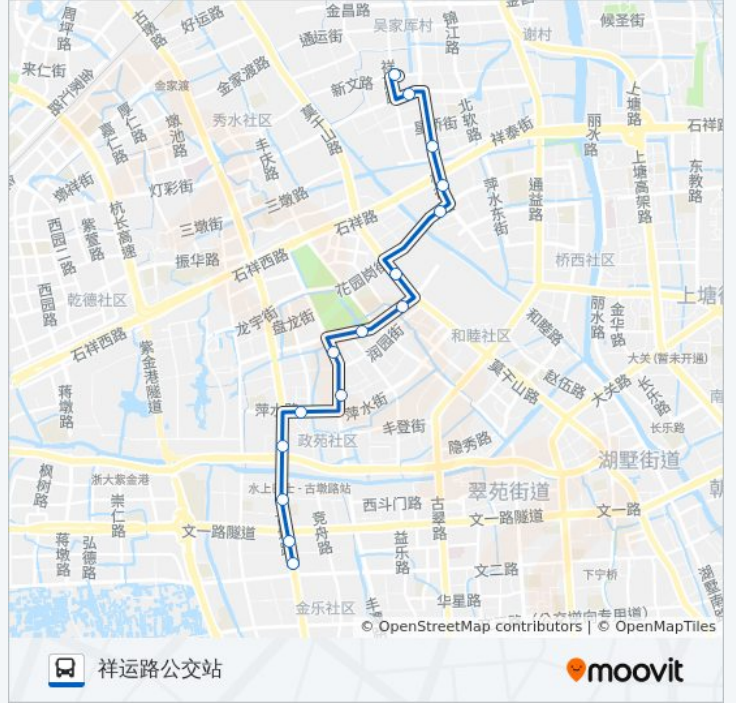 周坪路
古墩路
好运路
金昌路
通运街
吴家厍村
锦江路
谢村
候圣街
来仁街
金家渡
金家渡路
新文路
祥
莫干山路
北软路
上塘路
丽水路
石祥路
厚仁路
嘉仁路
墩池路
秀水社区
丰庆路
祥泰街
灯彩街
三墩路
三墩街
杭长高速
紫萱路
西园二路
石祥路
石祥西路
萍水东街
通益路
上塘高架路
东教路
振华路
西园路
乾德社区
花园岗街
桥西社区
丽水路
金华路
上塘
龙宇街
盘龙街
润园街
和睦社区
和睦路
石祥西路
紫金港隧道
大关(暂未开通)
莫干山路
赵伍路
大关路
长乐路
长乐路
蒋墩路
萍水路
萍水街
丰登街
政苑社区
隐秀路
湖墅街道
枫树路
浙大紫金港
崇仁路
水上
- 古墩路站
西斗门路
古翠路
翠苑街道
文一路隧道
竞舟路
文一路隧道
文一路
蒋墩路
弘德路
益乐路
文二路
下宁桥
华星路
金乐社区
© OpenStreetMap contributors | © OpenMapTiles
祥运路公交站
moovit